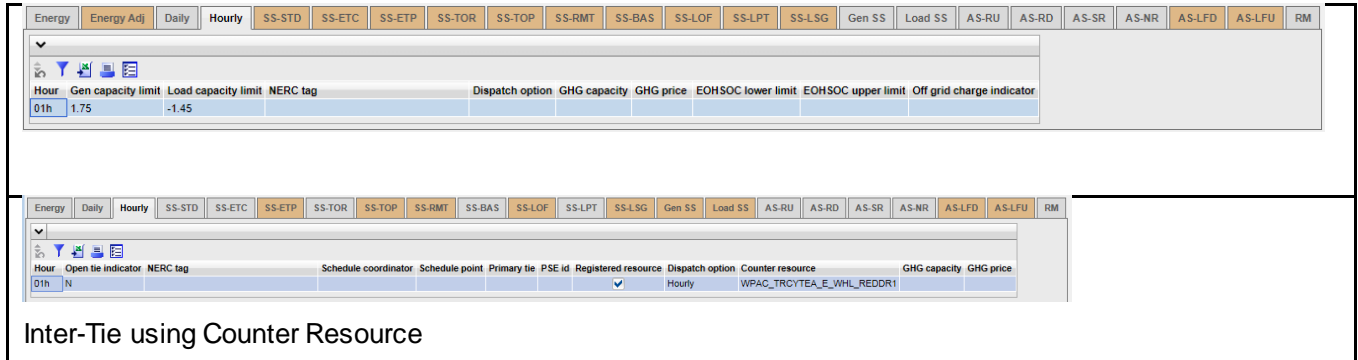 Energy Energy Adj Daily Hourly SS-STD SS-ETC SS-ETP SS-TOR SS-TOP SS-RMT SS-BAS SS-LOF SS-LPT SS-LSG Gen SS Load SS AS-RU AS-RD AS-SR AS-NR AS-LFD AS-LFU RM
Hour Gen capacity limit Load capacity limit NERC tag Dispatch option GHG capacity GHG price EOHSOC lower limit EOHSOC upper limit Off grid charge indicator
01h 1.75 -1.45
Energy Daily Hourly SS-STD SS-ETC SS-ETP SS-TOR SS-TOP SS-RMT SS-BAS SS-LOF SS-LPT SS-LSG Gen SS Load SS AS-RU AS-RD AS-SR AS-NR AS-LFD AS-LFU RM
Hour Open tie indicator NERC tag Schedule coordinator Schedule point Primary tie PSE id Registered resource Dispatch option Counter resource GHG capacity GHG price
01h N Hourly WPAC_TRCYTEA_E_WHL_REDDR1
Inter-Tie using Counter Resource